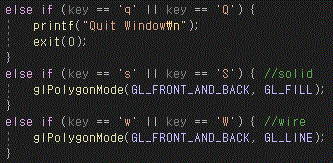 else if (key == 'q' || key == 'Q') {
printf("Quit Window₩n");
exit(0);
}
else if (key == 's' || key == 'S') { //solid
glPolygonMode(GL_FRONT_AND_BACK, GL_FILL);
}
else if (key == 'w' || key == 'W') { //wire
glPolygonMode(GL_FRONT_AND_BACK, GL_LINE);
}